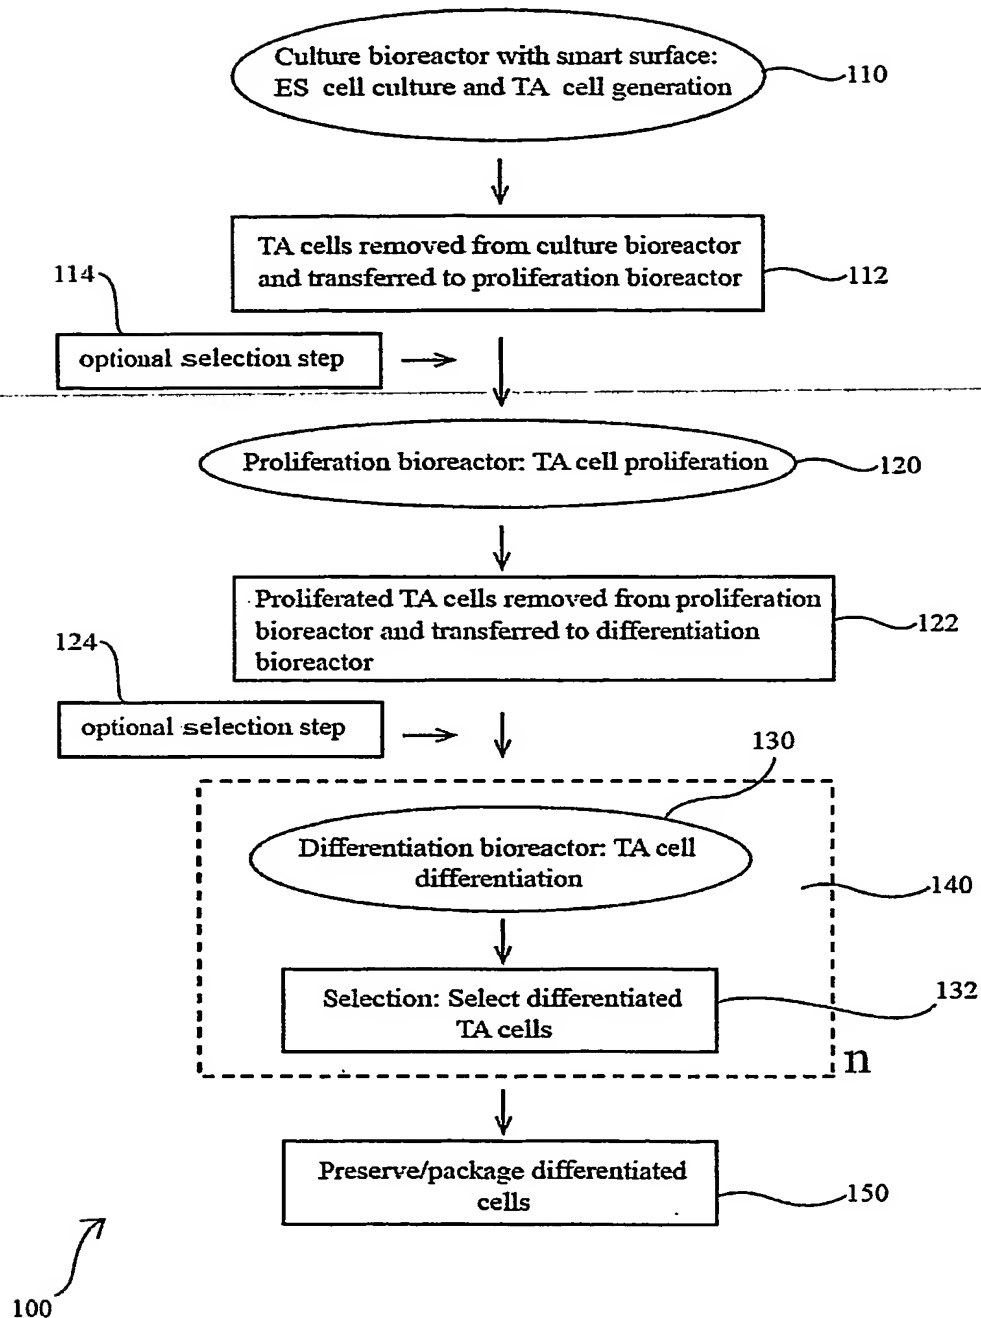 Culture bioreactor with smart surface:
ES cell culture and TA cell generation
110
TA cells removed from culture bioreactor
and transferred to proliferation bioreactor
112
114
optional selection step
Proliferation bioreactor: TA cell proliferation
120
Proliferated TA cells removed from proliferation
bioreactor and transferred to differentiation
bioreactor
122
124
optional selection step
130
Differentiation bioreactor: TA cell
differentiation
140
Selection: Select differentiated
TA cells
132
n
Preserve/package differentiated
cells
150
100